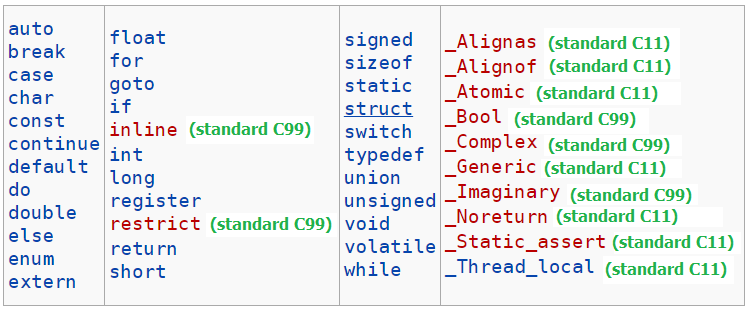 auto
break
case
char
const
continue
default
do
double
else
enum
extern
float
for
goto
if
inline (standard C99)
int
long
register
restrict (standard C99)
return
short
signed
sizeof
static
struct
switch
typedef
union
unsigned
void
volatile
while
_Alignas (standard C11)
_Alignof (standard C11)
_Atomic (standard C11)
_Bool (standard C99)
_Complex (standard C99)
_Generic (standard C11)
_Imaginary (standard C99)
_Noreturn (standard C11)
_Static_assert (standard C11)
_Thread_local (standard C11)